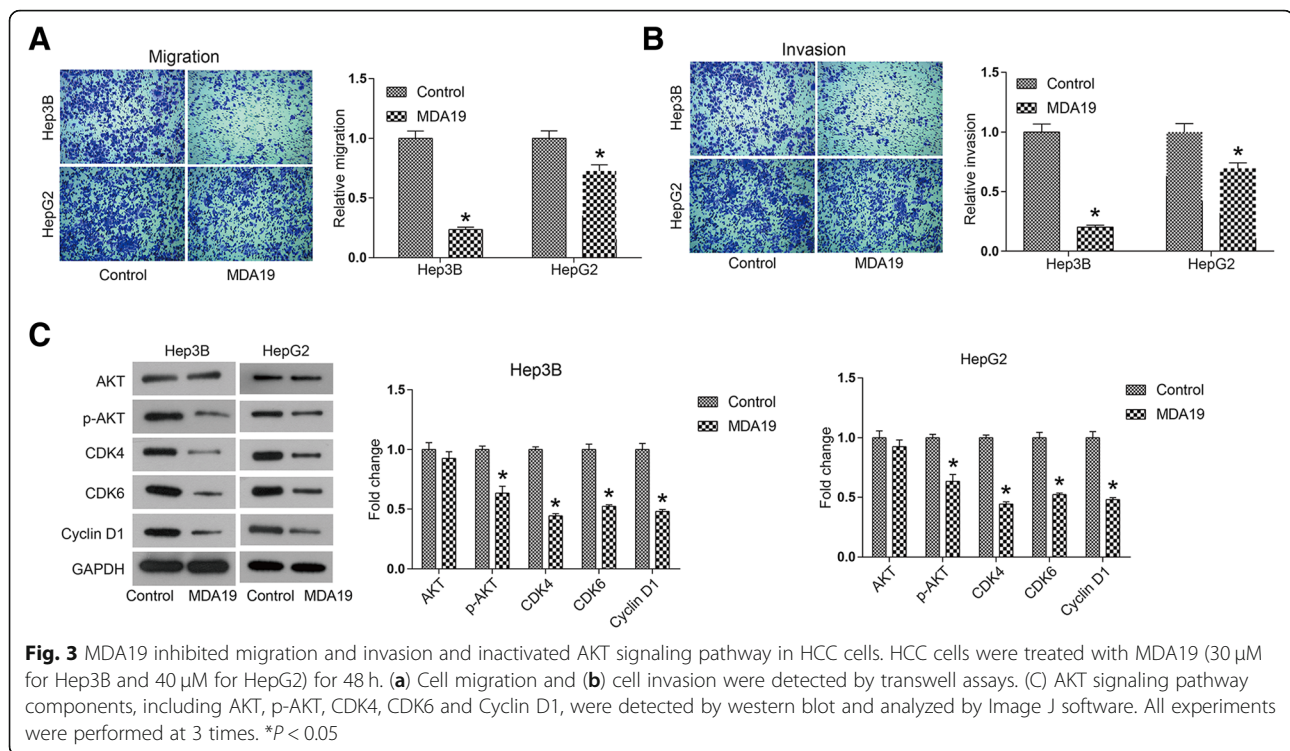 A
Migration
Hep3B
HepG2
Control
MDA19
Relative migration
1.5
1.0
0.5
0.0
Control
MDA19
*
*
Hep3B
HepG2
B
Invasion
Hep3B
HepG2
Control
MDA19
Relative invasion
1.5
1.0
0.5
0.0
Control
MDA19
*
*
Hep3B
HepG2
C
Hep3B
HepG2
AKT
p-AKT
CDK4
CDK6
Cyclin D1
GAPDH
Control MDA19 Control MDA19
Hep3B
Fold change
1.5
1.0
0.5
0.0
Control
MDA19
* * * *
AKT
p-AKT
CDK4
CDK6
Cyclin D1
HepG2
Fold change
1.5
1.0
0.5
0.0
Control
MDA19
* * * *
AKT
p-AKT
CDK4
CDK6
Cyclin D1
Fig. 3 MDA19 inhibited migration and invasion and inactivated AKT signaling pathway in HCC cells. HCC cells were treated with MDA19 (30 μM
for Hep3B and 40 μM for HepG2) for 48 h. (a) Cell migration and (b) cell invasion were detected by transwell assays. (C) AKT signaling pathway
components, including AKT, p-AKT, CDK4, CDK6 and Cyclin D1, were detected by western blot and analyzed by Image J software. All experiments
were performed at 3 times. *P < 0.05